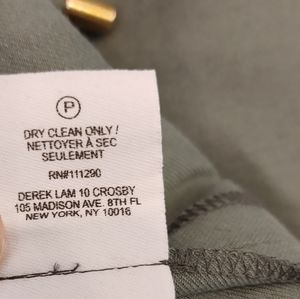 P
DRY CLEAN ONLY !
NETTOYER À SEC
SEULEMENT
RN#111290
DEREK LAM 10 CROSBY
105 MADISON AVE. 8TH FL
NEW YORK, NY 10016